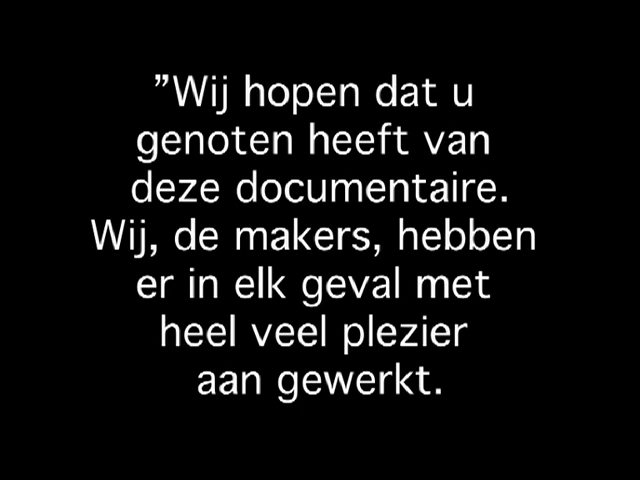 ”Wij hopen dat u
genoten heeft van
deze documentaire.
Wij, de makers, hebben
er in elk geval met
heel veel plezier
aan gewerkt.